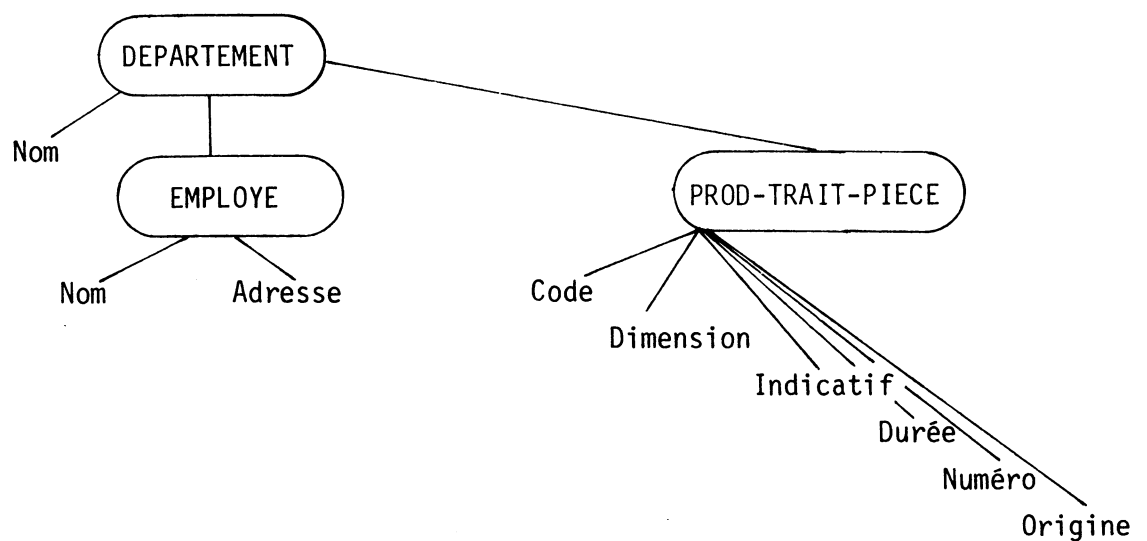 DEPARTEMENT
Nom
EMPLOYE
PROD-TRAIT-PIECE
Nom
Adresse
Code
Dimension
Indicatif
Durée
Numéro
Origine